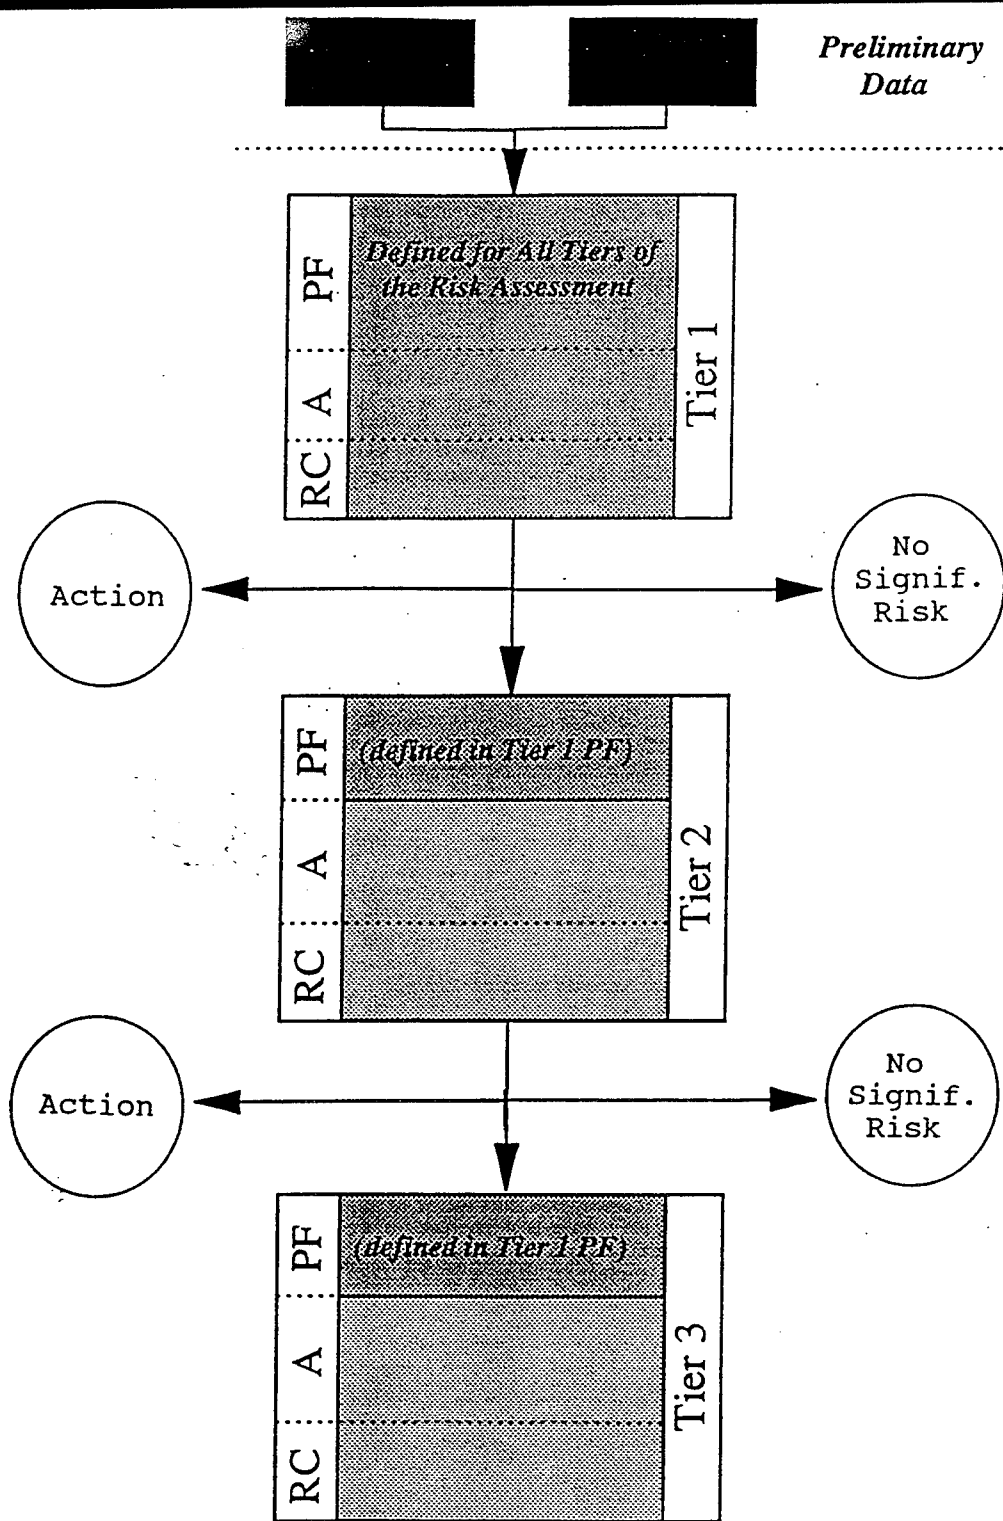 Preliminary
Data
PF
Defined for All Tiers of
the Risk Assessment
A
RC
Tier 1
Action
No
Signif.
Risk
PF
(defined in Tier 1 PF)
A
RC
Tier 2
Action
No
Signif.
Risk
PF
(defined in Tier 1 PF)
A
RC
Tier 3